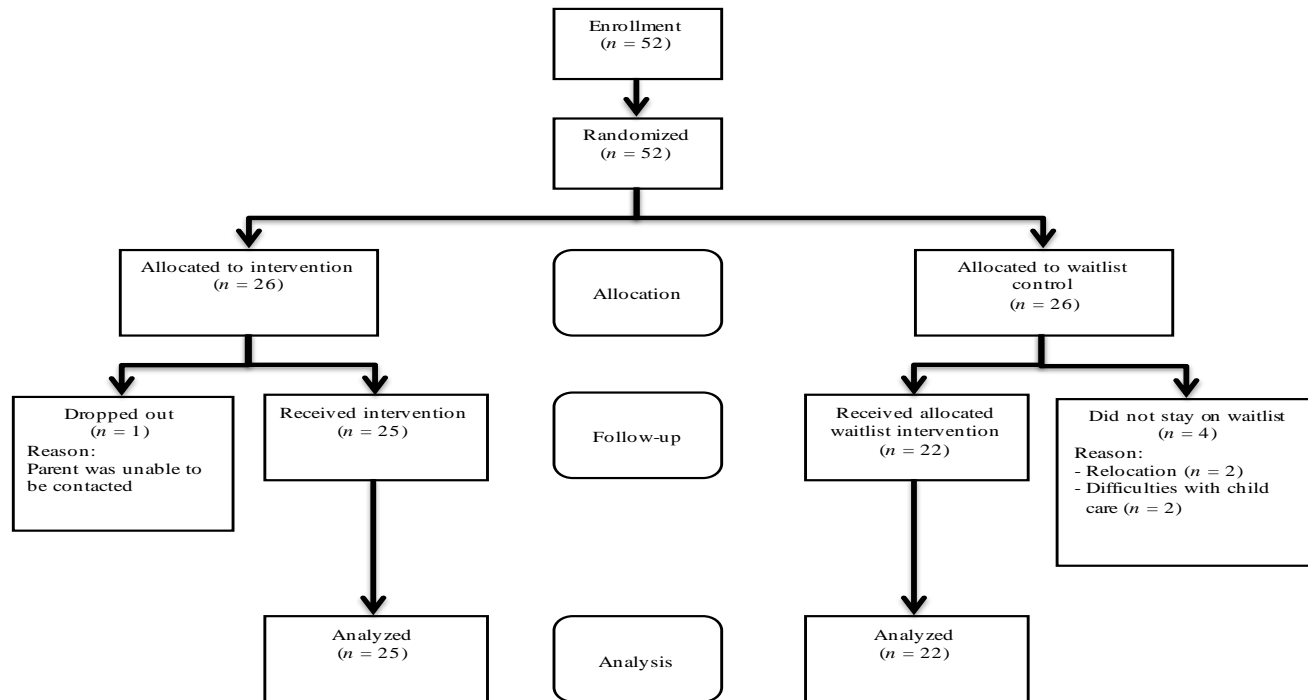 Enrollment
(n = 52)
Randomized
(n = 52)
Allocated to intervention
(n = 26)
Allocation
Allocated to waitlist
control
(n = 26)
Dropped out
(n = 1)
Reason:
Parent was unable to
be contacted
Received intervention
(n = 25)
Follow-up
Received allocated
waitlist intervention
(n = 22)
Did not stay on waitlist
(n = 4)
Reason:
- Relocation (n = 2)
- Difficulties with child
care (n = 2)
Analyzed
(n = 25)
Analysis
Analyzed
(n = 22)